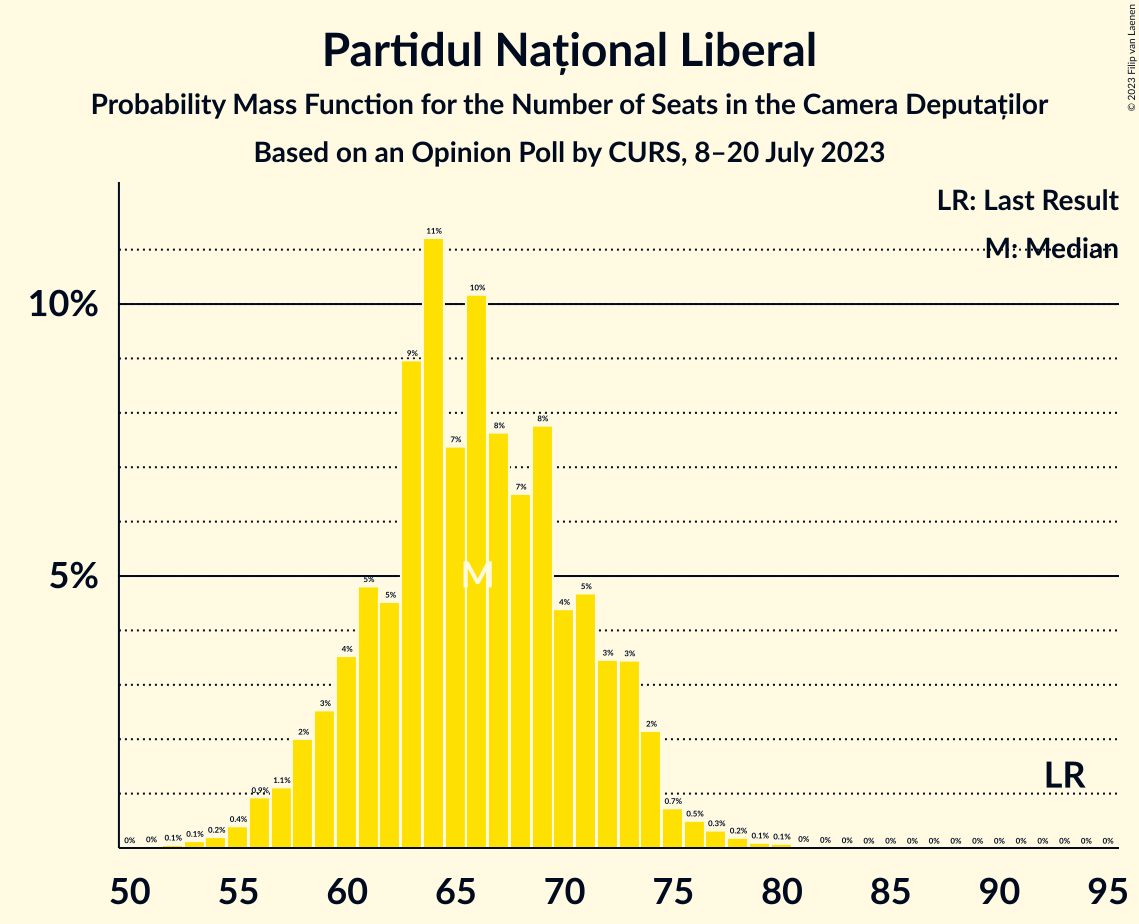 Partidul Național Liberal
Probability Mass Function for the Number of Seats in the Camera Deputaților
Based on an Opinion Poll by CURS, 8–20 July 2023
© 2023 Filip van Laenen
LR: Last Result
M: Median
10%
5%
0% 0% 0.1% 0.1% 0.2% 0.4% 0.9% 1.1% 2% 3% 4% 5% 5% 9% 11% 7% 10% 8% 7% 8% 4% 5% 3% 3% 2% 0.7% 0.5% 0.3% 0.2% 0.1% 0.1% 0% 0% 0% 0% 0% 0% 0% 0% 0% 0% 0% 0% 0% 0% 0%
M
LR
50 55 60 65 70 75 80 85 90 95